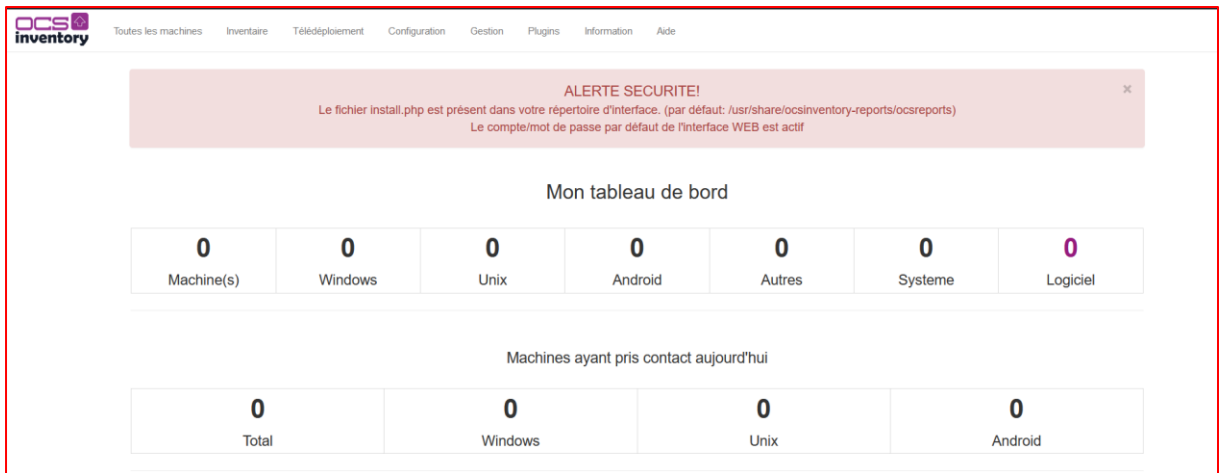 OCS
inventory
Toutes les machines Inventaire Télédéploiement Configuration Gestion Plugins Information Aide
ALERTE SECURITE!
×
Le fichier install.php est présent dans votre répertoire d'interface. (par défaut: /usr/share/ocsinventory-reports/ocsreports)
Le compte/mot de passe par défaut de l'interface WEB est actif
Mon tableau de bord
0 0 0 0 0 0 0
Machine(s) Windows Unix Android Autres Systeme Logiciel
Machines ayant pris contact aujourd'hui
0 0 0 0
Total Windows Unix Android